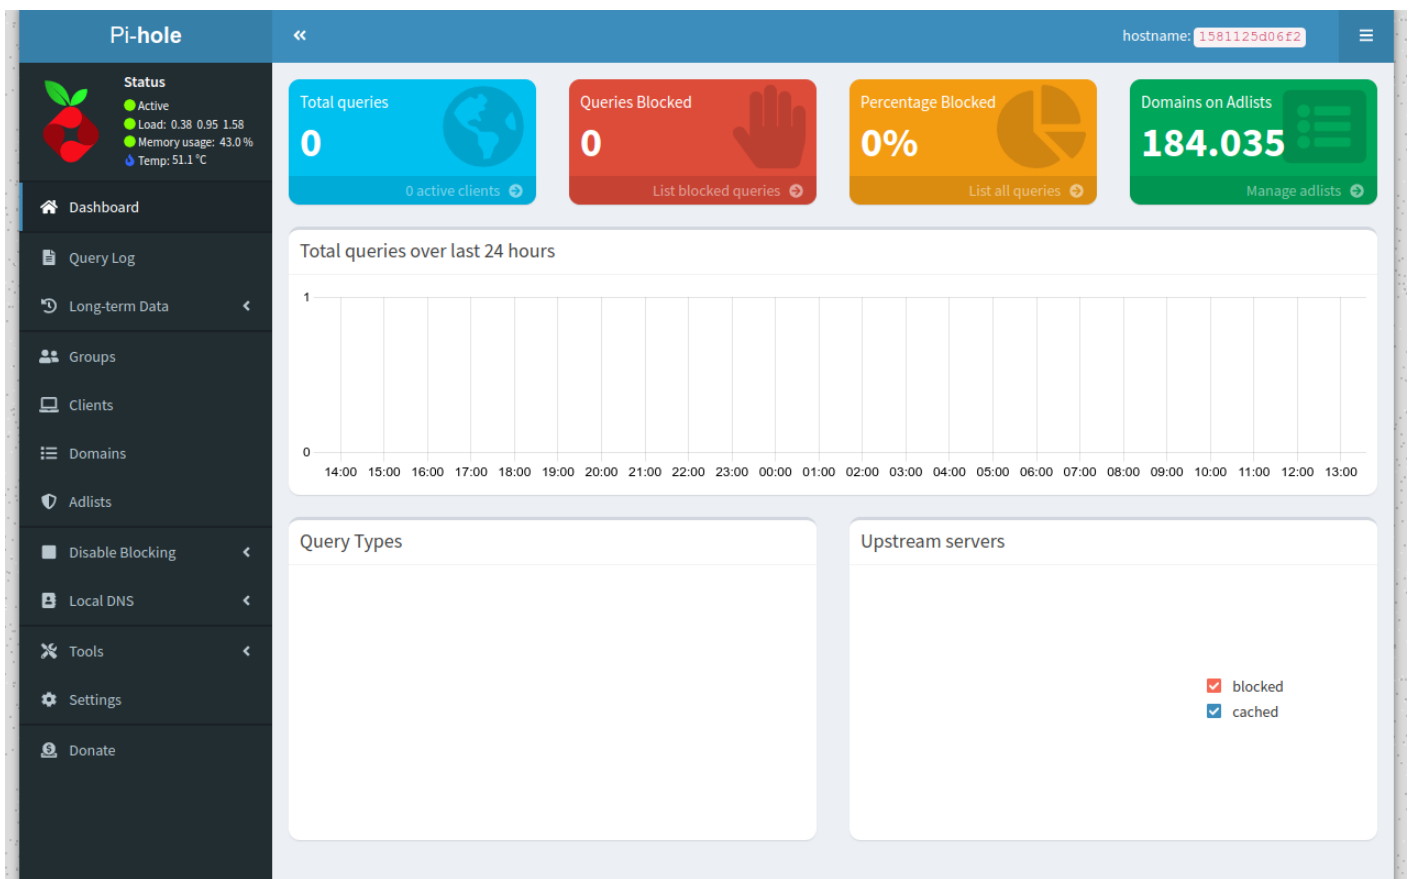 Pi-hole
hostname: 1581125d06f2
Status
Active
Load: 0.38 0.95 1.58
Memory usage: 43.0 %
Temp: 51.1 °C
Dashboard
Query Log
Long-term Data
Groups
Clients
Domains
Adlists
Disable Blocking
Local DNS
Tools
Settings
Donate
Total queries
0
0 active clients
Queries Blocked
0
List blocked queries
Percentage Blocked
0%
List all queries
Domains on Adlists
184.035
Manage adlists
Total queries over last 24 hours
1
0
14:00 15:00 16:00 17:00 18:00 19:00 20:00 21:00 22:00 23:00 00:00 01:00 02:00 03:00 04:00 05:00 06:00 07:00 08:00 09:00 10:00 11:00 12:00 13:00
Query Types
Upstream servers
blocked
cached